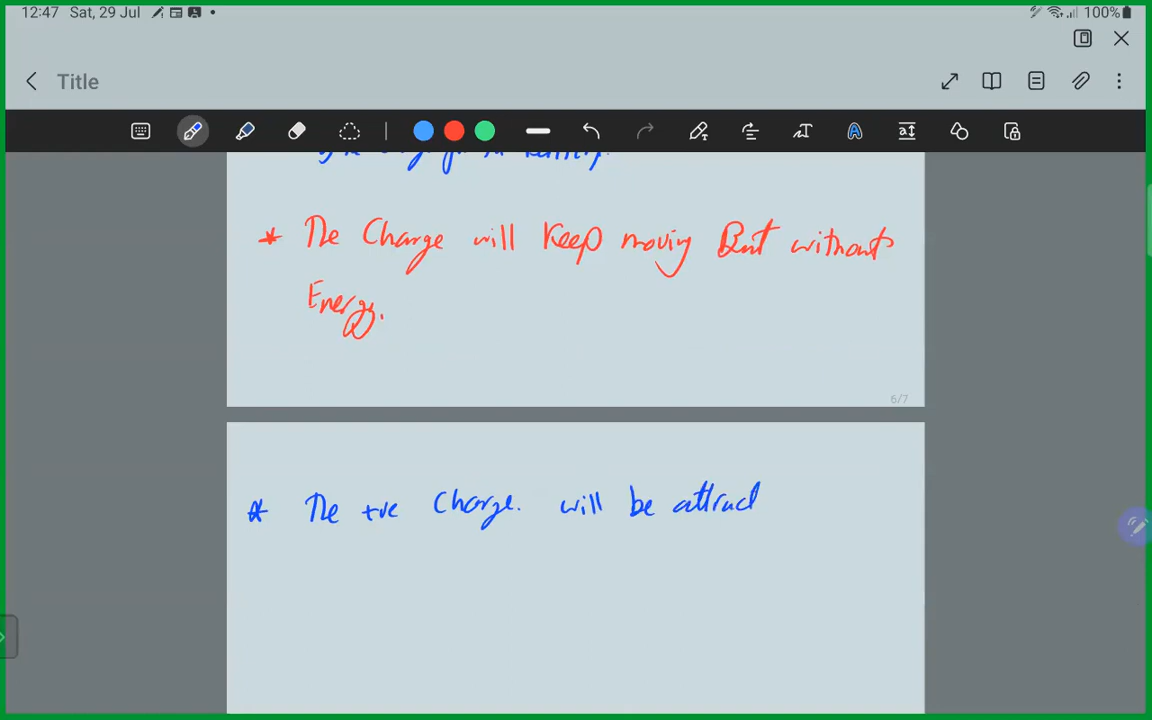 12:47 Sat, 29 Jul
100%
Title
* The Charge will Keep moving But without
Energy.
6/7
* The +ve Charge. will be attract